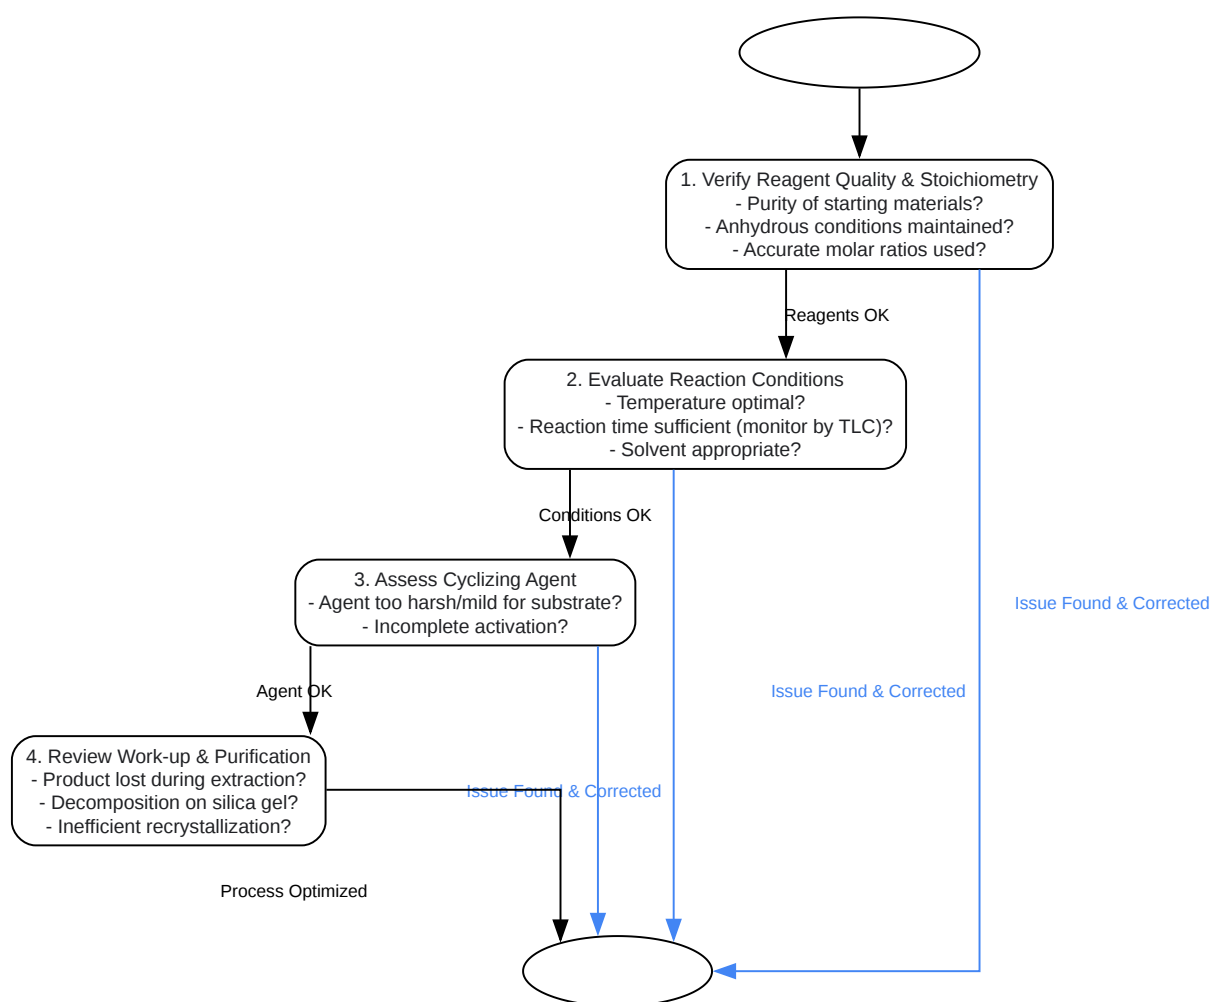 1. Verify Reagent Quality & Stoichiometry
- Purity of starting materials?
- Anhydrous conditions maintained?
- Accurate molar ratios used?
Reagents OK
2. Evaluate Reaction Conditions
- Temperature optimal?
- Reaction time sufficient (monitor by TLC)?
- Solvent appropriate?
Conditions OK
3. Assess Cyclizing Agent
- Agent too harsh/mild for substrate?
- Incomplete activation?
Issue Found & Corrected
Agent OK
Issue Found & Corrected
4. Review Work-up & Purification
- Product lost during extraction?
- Decomposition on silica gel?
- Inefficient recrystallization?
Issue Found & Corrected
Process Optimized